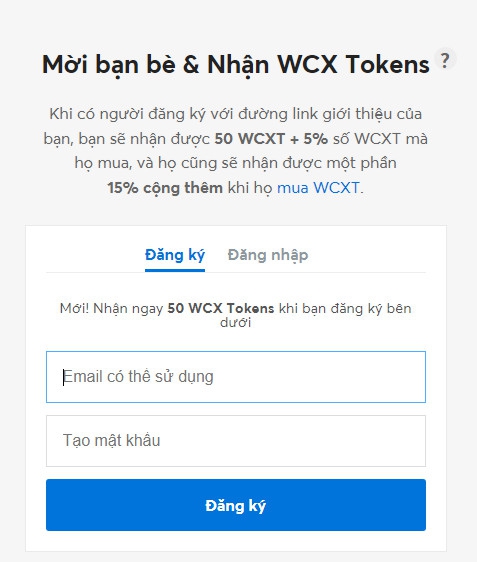 Mời bạn bè & Nhận WCX Tokens ?
Khi có người đăng ký với đường link giới thiệu của
bạn, bạn sẽ nhận được 50 WCXT + 5% số WCXT mà
họ mua, và họ cũng sẽ nhận được một phần
15% cộng thêm khi họ mua WCXT.
Đăng ký Đăng nhập
Mới! Nhận ngay 50 WCX Tokens khi bạn đăng ký bên
dưới
Email có thể sử dụng
Tạo mật khẩu
Đăng ký